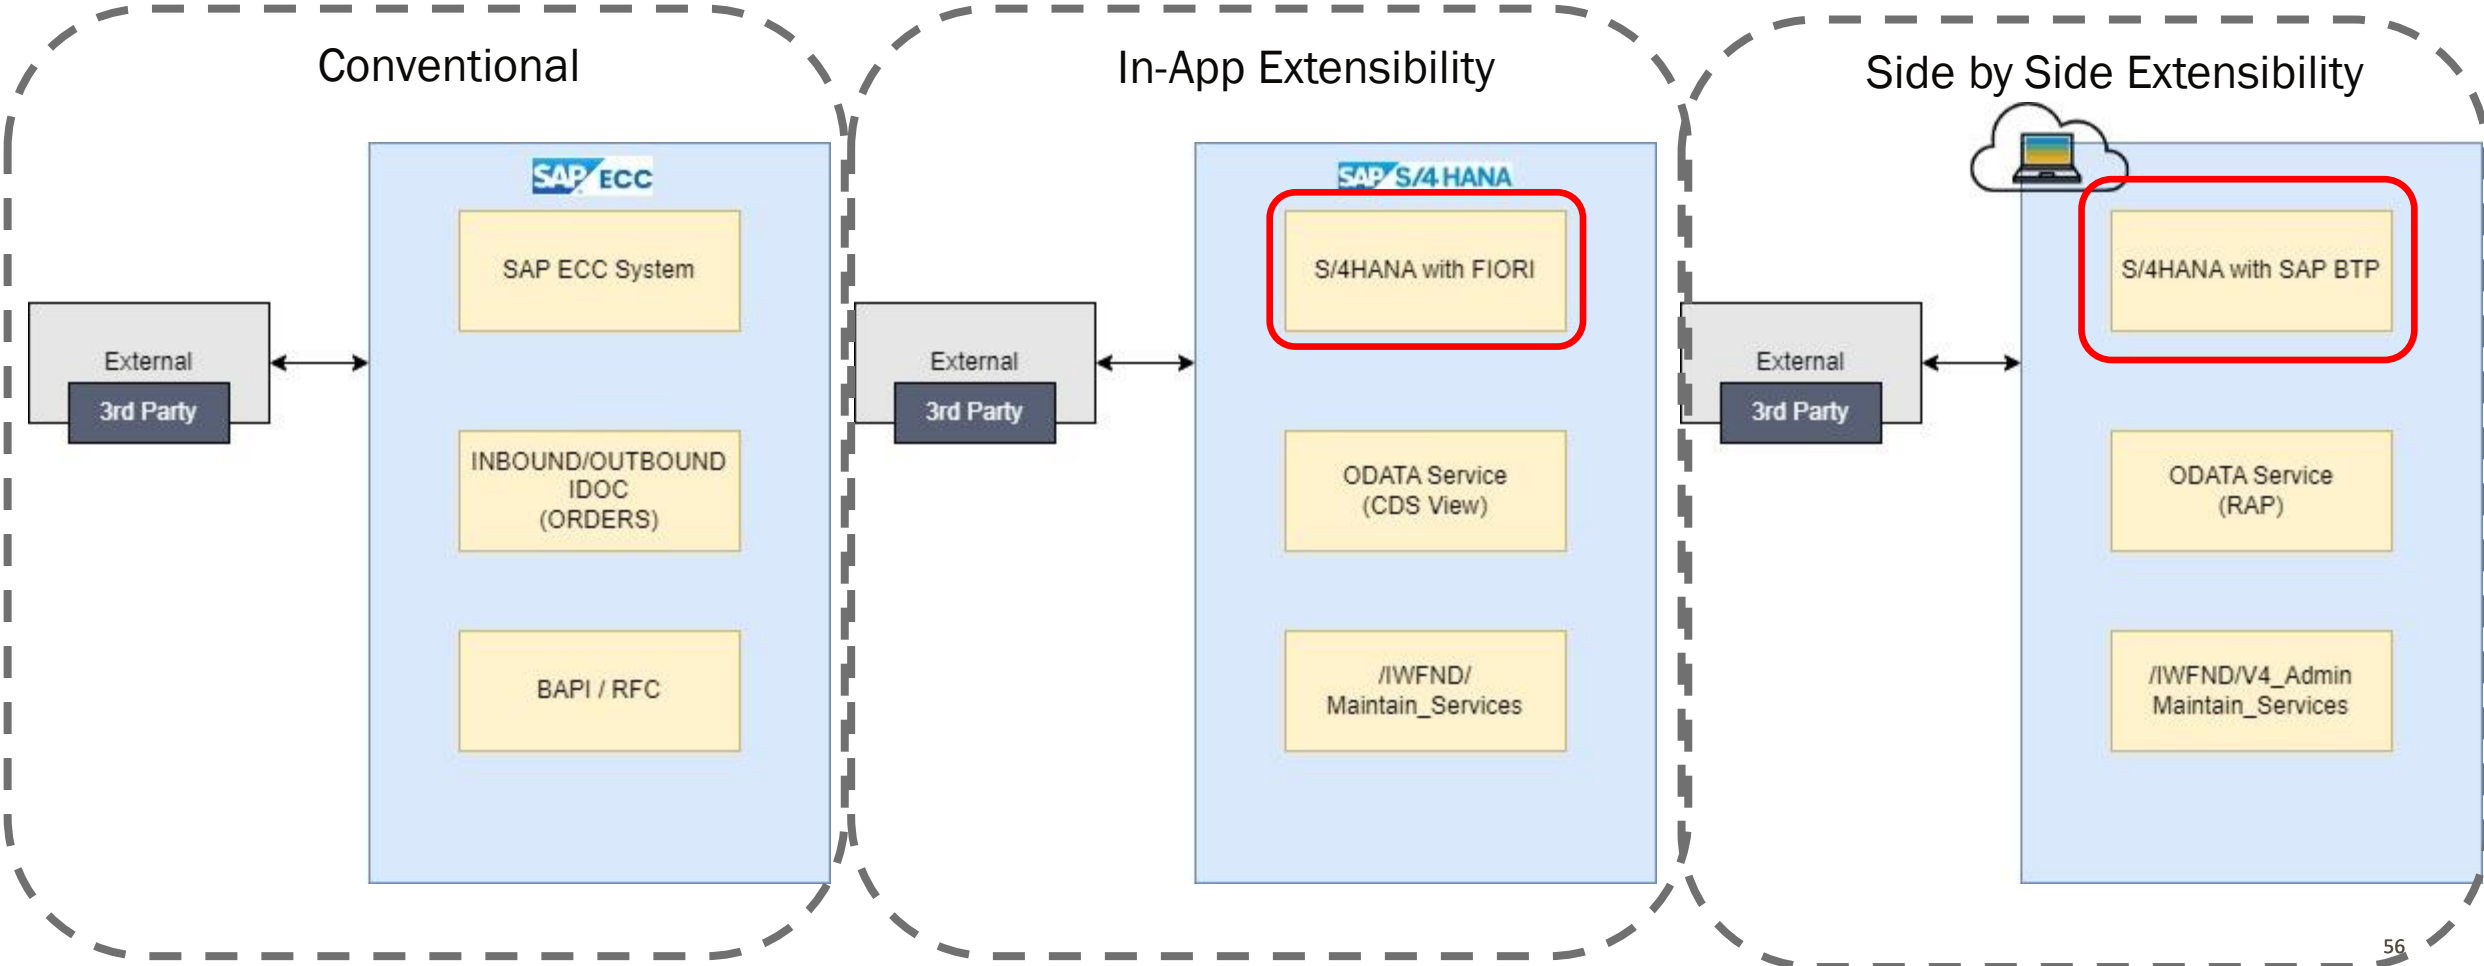 Conventional
SAP ECC
SAP ECC System
External
3rd Party
INBOUND/OUTBOUND
IDOC
(ORDERS)
BAPI / RFC
In-App Extensibility
SAP S/4HANA
S/4HANA with FIORI
External
3rd Party
ODATA Service
(CDS View)
/IWFND/
Maintain_Services
Side by Side Extensibility
S/4HANA with SAP BTP
External
3rd Party
ODATA Service
(RAP)
/IWFND/V4_Admin
Maintain_Services
56